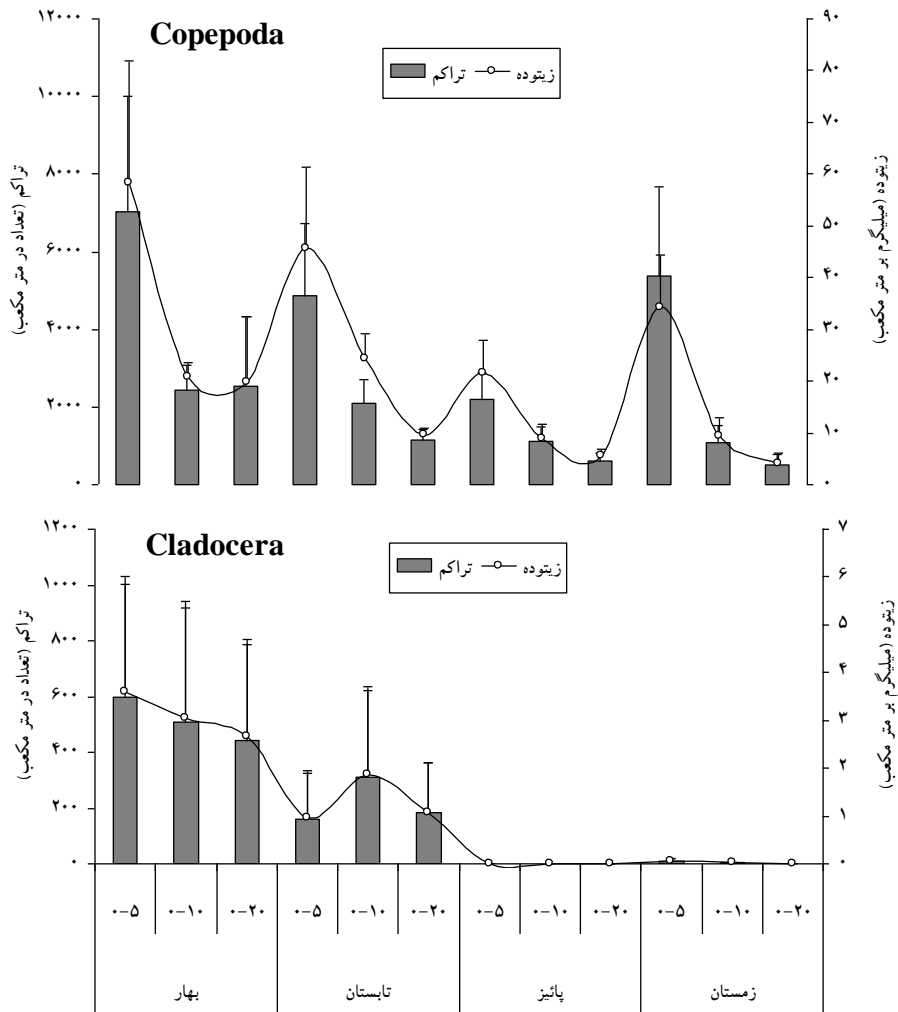 Copepoda
تراکم
زیتوده
۱۲۰۰۰
۱۰۰۰۰
۸۰۰۰
۶۰۰۰
۴۰۰۰
۲۰۰۰
۰
تراکم (تعداد در متر مکعب)
۹۰
۸۰
۷۰
۶۰
۵۰
۴۰
۳۰
۲۰
۱۰
۰
زیتوده (میلیگرم بر متر مکعب)
Cladocera
تراکم
زیتوده
۱۲۰۰
۱۰۰۰
۸۰۰
۶۰۰
۴۰۰
۲۰۰
۰
تراکم (تعداد در متر مکعب)
۷
۶
۵
۴
۳
۲
۱
۰
زیتوده (میلیگرم بر متر مکعب)
۰-۵ ۰-۱۰ ۰-۲۰ ۰-۵ ۰-۱۰ ۰-۲۰ ۰-۵ ۰-۱۰ ۰-۲۰ ۰-۵ ۰-۱۰ ۰-۲۰
بهار تابستان پائیز زمستان